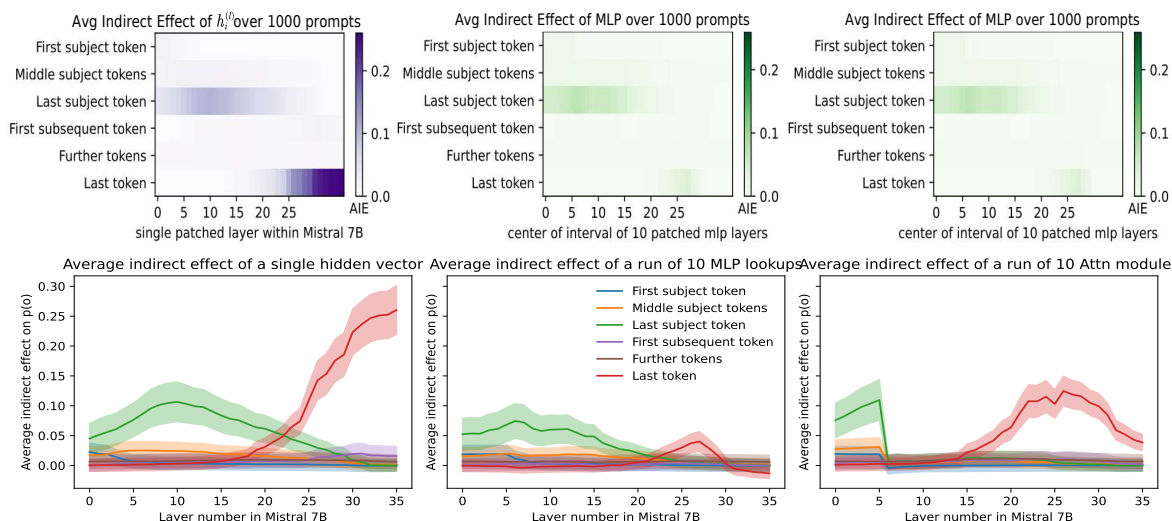 Avg Indirect Effect of h_i^(l) over 1000 prompts
First subject token
Middle subject tokens
Last subject token
First subsequent token
Further tokens
Last token
0 5 10 15 20 25
single patched layer within Mistral 7B
0.2
0.1
0.0
AIE
Avg Indirect Effect of MLP over 1000 prompts
First subject token
Middle subject tokens
Last subject token
First subsequent token
Further tokens
Last token
0 5 10 15 20 25
center of interval of 10 patched mlp layers
0.2
0.1
0.0
AIE
Avg Indirect Effect of MLP over 1000 prompts
First subject token
Middle subject tokens
Last subject token
First subsequent token
Further tokens
Last token
0 5 10 15 20 25
center of interval of 10 patched mlp layers
0.2
0.1
0.0
AIE
Average indirect effect of a single hidden vector
Average indirect effect on p(o)
0.30
0.25
0.20
0.15
0.10
0.05
0.00
0 5 10 15 20 25 30 35
Layer number in Mistral 7B
Average indirect effect of a run of 10 MLP lookups
Average indirect effect on p(o)
First subject token
Middle subject tokens
Last subject token
First subsequent token
Further tokens
Last token
0 5 10 15 20 25 30 35
Layer number in Mistral 7B
Average indirect effect of a run of 10 Attn module
Average indirect effect on p(o)
0 5 10 15 20 25 30 35
Layer number in Mistral 7B